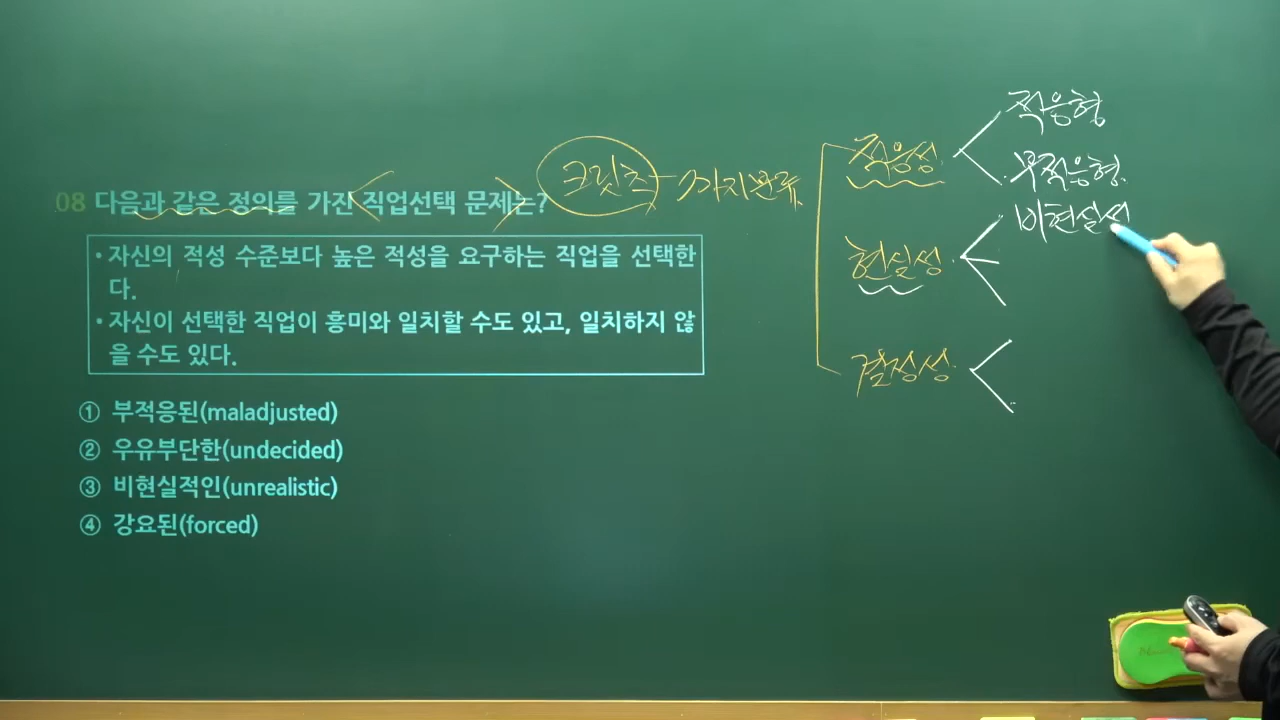 08 다음과 같은 정의를 가진 직업선택 문제는?
• 자신의 적성 수준보다 높은 적성을 요구하는 직업을 선택한
다.
• 자신이 선택한 직업이 흥미와 일치할 수도 있고, 일치하지 않
을 수도 있다.
① 부적응된(maladjusted)
② 우유부단한(undecided)
③ 비현실적인(unrealistic)
④ 강요된(forced)
크릿츠 - 가지분류
적응성
적응형
부적응형
현실성
비현실성
결정성